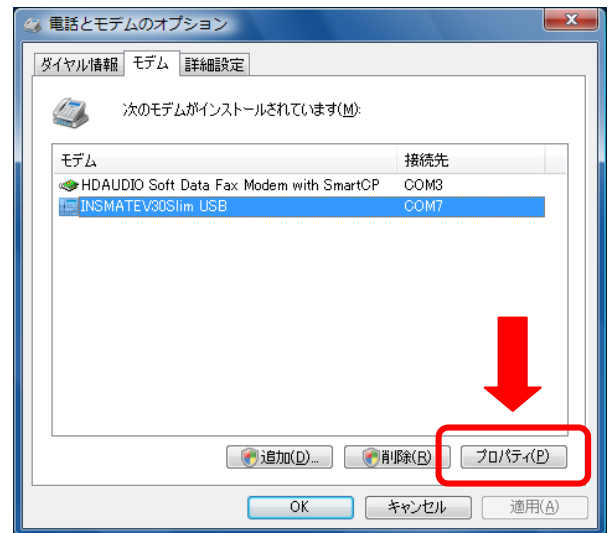 電話とモデムのオプション
ダイヤル情報 モデム 詳細設定
次のモデムがインストールされています(M):
モデム 接続先
HDAUDIO Soft Data Fax Modem with SmartCP COM3
INSMATEV30Slim USB COM7
追加(D)... 削除(R) プロパティ(P)
OK キャンセル 適用(A)